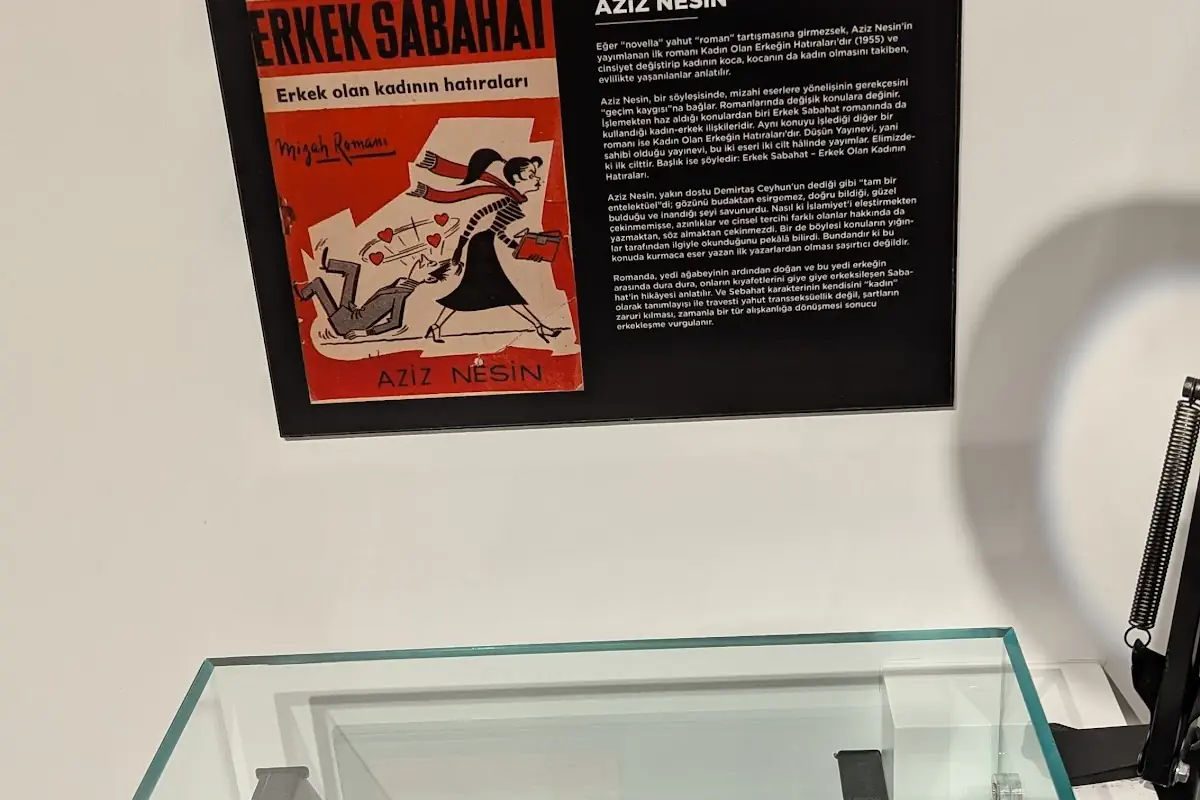 ERKEK SABAHAT
Erkek olan kadının hatıraları
Mizah Romanı
AZİZ NESİN
AZİZ NESİN
Eğer “novella” yahut “roman” tartışmasına girmezsek, Aziz Nesin’in
yayımlanan ilk romanı Kadın Olan Erkeğin Hatıraları’dır (1955) ve
cinsiyet değiştirip kadının koca, kocanın da kadın olmasını takiben,
evlilikte yaşanılanlar anlatılır.
Aziz Nesin, bir söyleşisinde, mizahi eserlere yönelişinin gerekçesini
“geçim kaygısı”na bağlar. Romanlarında değişik konulara değinir.
İşlemekten haz aldığı konulardan biri Erkek Sabahat romanında da
kullandığı kadın-erkek ilişkileridir. Aynı konuyu işlediği diğer bir
romanı ise Kadın Olan Erkeğin Hatıraları’dır. Düşün Yayınevi, yani
sahibi olduğu yayınevi, bu iki eseri iki cilt hâlinde yayımlar. Elimizde-
ki ilk cilttir. Başlık ise şöyledir: Erkek Sabahat – Erkek Olan Kadının
Hatıraları.
Aziz Nesin, yakın dostu Demirtaş Ceyhun’un dediği gibi “tam bir
entelektüel”di; gözünü budaktan esirgemez, doğru bildiği, güzel
bulduğu ve inandığı şeyi savunurdu. Nasıl ki İslamiyet’i eleştirmekten
çekinmemişse, azınlıklar ve cinsel tercihi farklı olanlar hakkında da
yazmaktan, söz almaktan çekinmezdi. Bir de böylesi konuların yığın-
lar tarafından ilgiyle okunduğunu pekâlâ bilirdi. Bundandır ki bu
konuda kurmaca eser yazan ilk yazarlardan olması şaşırtıcı değildir.
Romanda, yedi ağabeyinin ardından doğan ve bu yedi erkeğin
arasında dura dura, onların kıyafetlerini giye giye erkeksileşen Saba-
hat’in hikâyesi anlatılır. Ve Sebahat karakterinin kendisini “kadın”
olarak tanımlayışı ile travesti yahut transseksüellik değil, şartların
zaruri kılması, zamanla bir tür alışkanlığa dönüşmesi sonucu
erkekleşme vurgulanır.